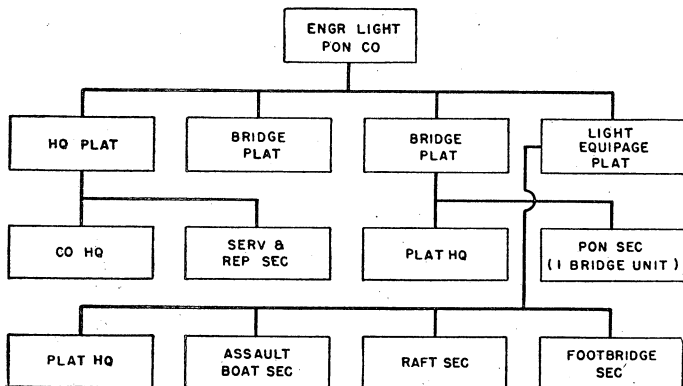 ENGR LIGHT
PON CO
HQ PLAT
BRIDGE
PLAT
BRIDGE
PLAT
LIGHT
EQUIPAGE
PLAT
CO HQ
SERV &
REP SEC
PLAT HQ
PON SEC
(1 BRIDGE UNIT)
PLAT HQ
ASSAULT
BOAT SEC
RAFT SEC
FOOTBRIDGE
SEC